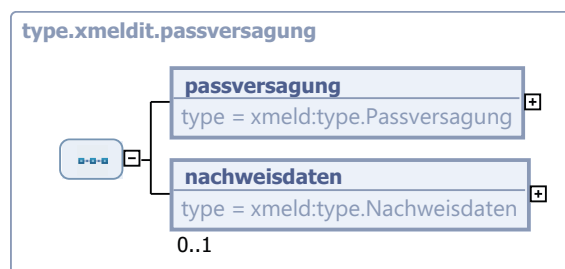 type.xmeldit.passversagung
passversagung
type = xmeld:type.Passversagung
nachweisdaten
type = xmeld:type.Nachweisdaten
0..1